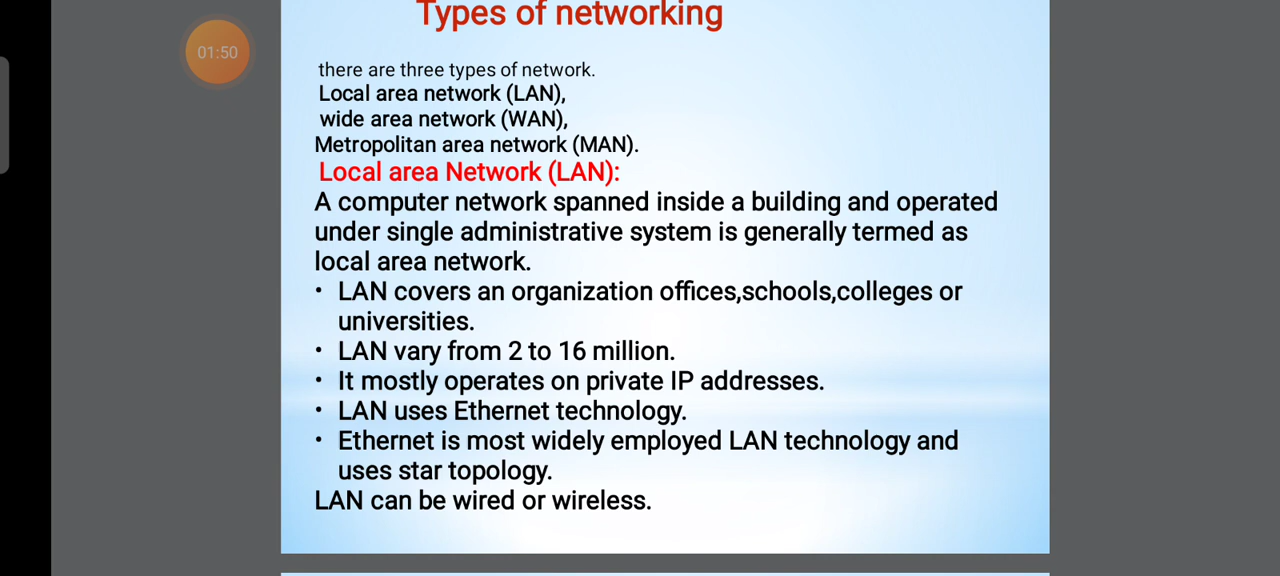 Types of networking
01:50
there are three types of network.
Local area network (LAN),
wide area network (WAN),
Metropolitan area network (MAN).
Local area Network (LAN):
A computer network spanned inside a building and operated
under single administrative system is generally termed as
local area network.
• LAN covers an organization offices,schools,colleges or
universities.
• LAN vary from 2 to 16 million.
• It mostly operates on private IP addresses.
• LAN uses Ethernet technology.
• Ethernet is most widely employed LAN technology and
uses star topology.
LAN can be wired or wireless.